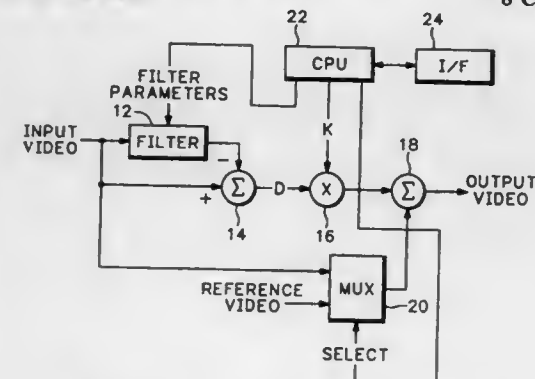 22
24
CPU
I/F
FILTER
PARAMETERS
12
K
INPUT
VIDEO
FILTER
−
18
+
Σ
D
X
Σ
OUTPUT
VIDEO
14
16
REFERENCE
VIDEO
MUX
20
SELECT